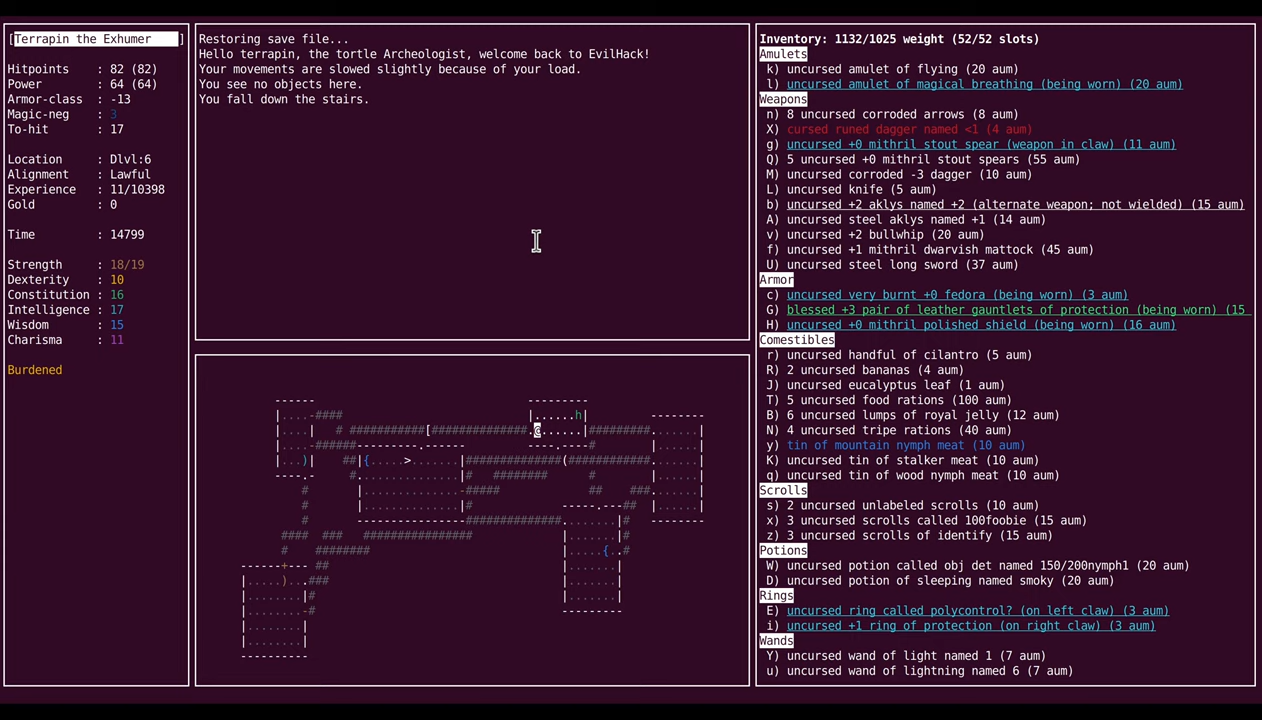 [Terrapin the Exhumer     ]
Hitpoints    : 82 (82)
Power        : 64 (64)
Armor-class  : -13
Magic-neg    : 3
To-hit       : 17
Location     : Dlvl:6
Alignment    : Lawful
Experience   : 11/10398
Gold         : 0
Time         : 14799
Strength     : 18/19
Dexterity    : 10
Constitution : 16
Intelligence : 17
Wisdom       : 15
Charisma     : 11
Burdened
Restoring save file...
Hello terrapin, the tortle Archeologist, welcome back to EvilHack!
Your movements are slowed slightly because of your load.
You see no objects here.
You fall down the stairs.
Inventory: 1132/1025 weight (52/52 slots)
Amulets
k) uncursed amulet of flying (20 aum)
l) uncursed amulet of magical breathing (being worn) (20 aum)
Weapons
n) 8 uncursed corroded arrows (8 aum)
X) cursed runed dagger named <1 (4 aum)
g) uncursed +0 mithril stout spear (weapon in claw) (11 aum)
Q) 5 uncursed +0 mithril stout spears (55 aum)
M) uncursed corroded -3 dagger (10 aum)
L) uncursed knife (5 aum)
b) uncursed +2 aklys named +2 (alternate weapon; not wielded) (15 aum)
A) uncursed steel aklys named +1 (14 aum)
v) uncursed +2 bullwhip (20 aum)
f) uncursed +1 mithril dwarvish mattock (45 aum)
U) uncursed steel long sword (37 aum)
Armor
c) uncursed very burnt +0 fedora (being worn) (3 aum)
G) blessed +3 pair of leather gauntlets of protection (being worn) (15
H) uncursed +0 mithril polished shield (being worn) (16 aum)
Comestibles
r) uncursed handful of cilantro (5 aum)
R) 2 uncursed bananas (4 aum)
J) uncursed eucalyptus leaf (1 aum)
T) 5 uncursed food rations (100 aum)
B) 6 uncursed lumps of royal jelly (12 aum)
N) 4 uncursed tripe rations (40 aum)
y) tin of mountain nymph meat (10 aum)
K) uncursed tin of stalker meat (10 aum)
q) uncursed tin of wood nymph meat (10 aum)
Scrolls
s) 2 uncursed unlabeled scrolls (10 aum)
x) 3 uncursed scrolls called 100foobie (15 aum)
z) 3 uncursed scrolls of identify (15 aum)
Potions
W) uncursed potion called obj det named 150/200nymph1 (20 aum)
D) uncursed potion of sleeping named smoky (20 aum)
Rings
E) uncursed ring called polycontrol? (on left claw) (3 aum)
i) uncursed +1 ring of protection (on right claw) (3 aum)
Wands
Y) uncursed wand of light named 1 (7 aum)
u) uncursed wand of lightning named 6 (7 aum)